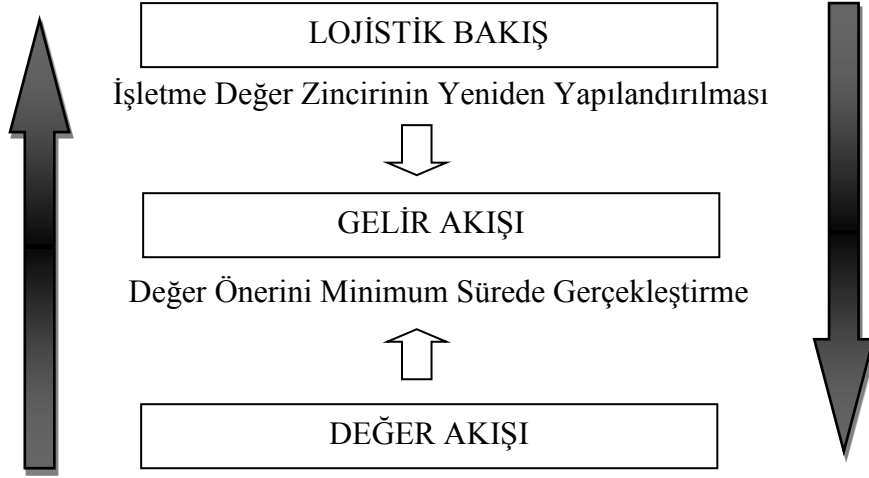 LOJİSTİK BAKIŞ
İşletme Değer Zincirinin Yeniden Yapılandırılması
GELİR AKIŞI
Değer Önerini Minimum Sürede Gerçekleştirme
DEĞER AKIŞI